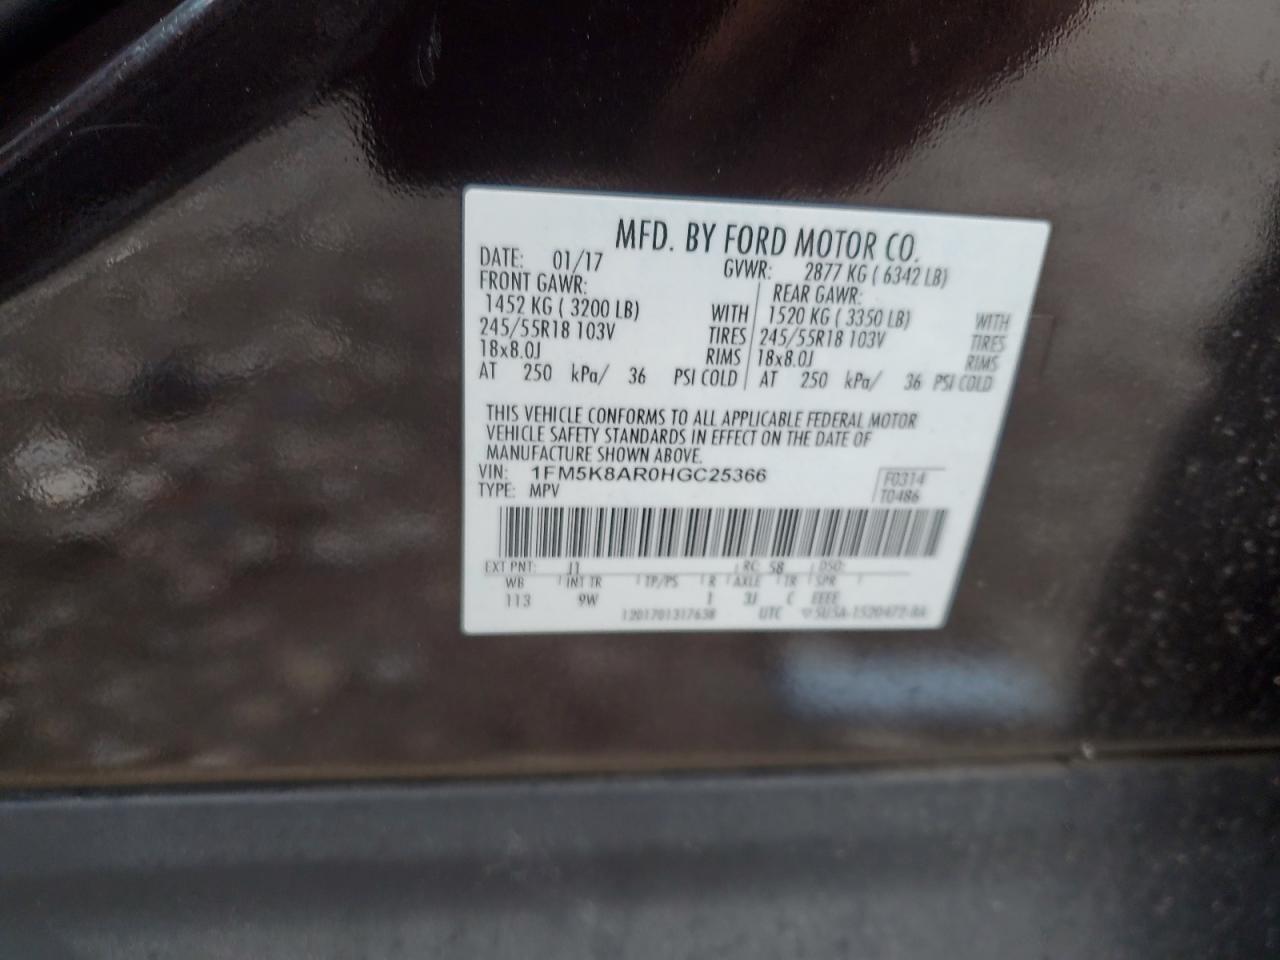 MFD. BY FORD MOTOR CO.
DATE: 01/17 GVWR: 2877 KG ( 6342 LB)
FRONT GAWR: REAR GAWR:
1452 KG ( 3200 LB) WITH 1520 KG ( 3350 LB) WITH
245/55R18 103V TIRES 245/55R18 103V TIRES
18x8.0J RIMS 18x8.0J RIMS
AT 250 kPa/ 36 PSI COLD AT 250 kPa/ 36 PSI COLD
THIS VEHICLE CONFORMS TO ALL APPLICABLE FEDERAL MOTOR
VEHICLE SAFETY STANDARDS IN EFFECT ON THE DATE OF
MANUFACTURE SHOWN ABOVE.
VIN: 1FM5K8AR0HGC25366 F0314
TYPE: MPV T0486
EXT PNT: J1 RC: 58 DSO:
WB INT TR TP/PS R AXLE TR SPR
113 9W 1 3J C EEEE
1201701317638 UTC